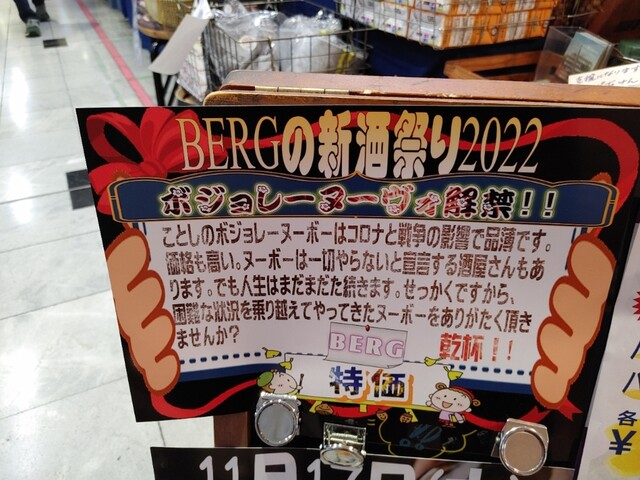 BERGの新酒祭り2022
ボジョレーヌーヴォ解禁!!
ことしのボジョレーヌーボーはコロナと戦争の影響で品薄です。
価格も高い。ヌーボーは一切やらないと宣言する酒屋さんもあ
ります。でも人生はまだまだた続きます。せっかくですから、
困難な状況を乗り越えてやってきたヌーボーをありがたく頂き
ませんか?
BERG
乾杯!!
特価
各
¥